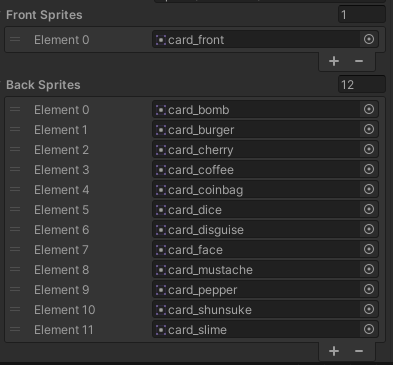 Front Sprites 1
Element 0 card_front
+ −
Back Sprites 12
Element 0 card_bomb
Element 1 card_burger
Element 2 card_cherry
Element 3 card_coffee
Element 4 card_coinbag
Element 5 card_dice
Element 6 card_disguise
Element 7 card_face
Element 8 card_mustache
Element 9 card_pepper
Element 10 card_shunsuke
Element 11 card_slime
+ −